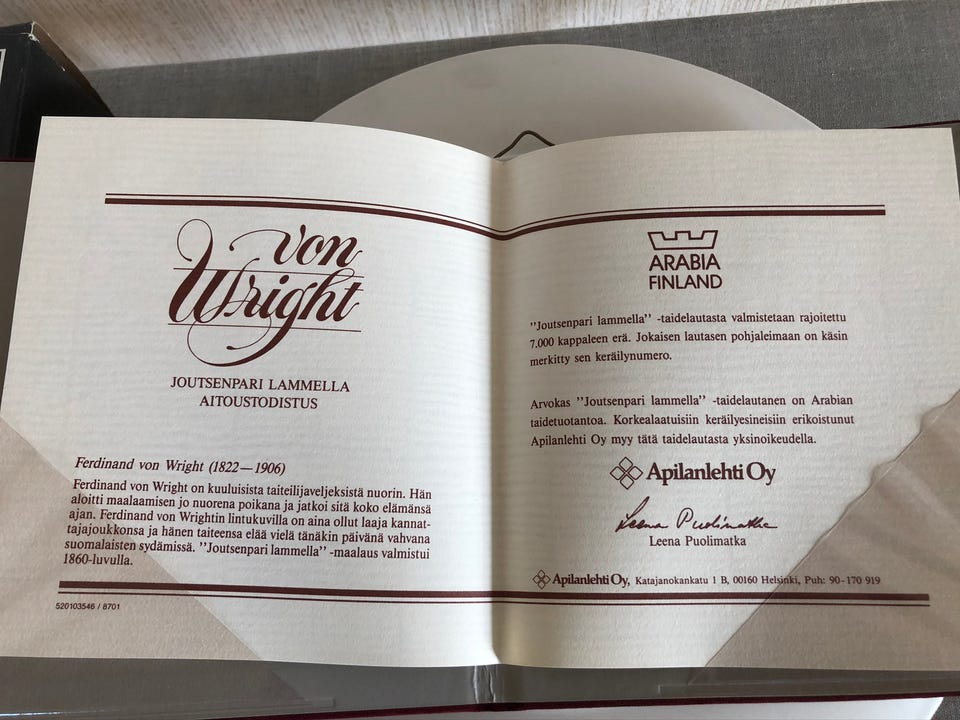 von
Wright
JOUTSENPARI LAMMELLA
AITOUSTODISTUS
Ferdinand von Wright (1822—1906)
Ferdinand von Wright on kuuluisista taiteilijaveljeksistä nuorin. Hän
aloitti maalaamisen jo nuorena poikana ja jatkoi sitä koko elämänsä
ajan. Ferdinand von Wrightin lintukuvilla on aina ollut laaja kannat-
tajajoukkonsa ja hänen taiteensa elää vielä tänäkin päivänä vahvana
suomalaisten sydämissä. ''Joutsenpari lammella'' -maalaus valmistui
1860-luvulla.
520103546 / 8701
ARABIA
FINLAND
''Joutsenpari lammella'' -taidelautasta valmistetaan rajoitettu
7.000 kappaleen erä. Jokaisen lautasen pohjaleimaan on käsin
merkitty sen keräilynumero.
Arvokas ''Joutsenpari lammella'' -taidelautanen on Arabian
taidetuotantoa. Korkealaatuisiin keräilyesineisiin erikoistunut
Apilanlehti Oy myy tätä taidelautasta yksinoikeudella.
Apilanlehti Oy
Leena Puolimatka
Leena Puolimatka
Apilanlehti Oy, Katajanokankatu 1 B, 00160 Helsinki, Puh: 90-170 919